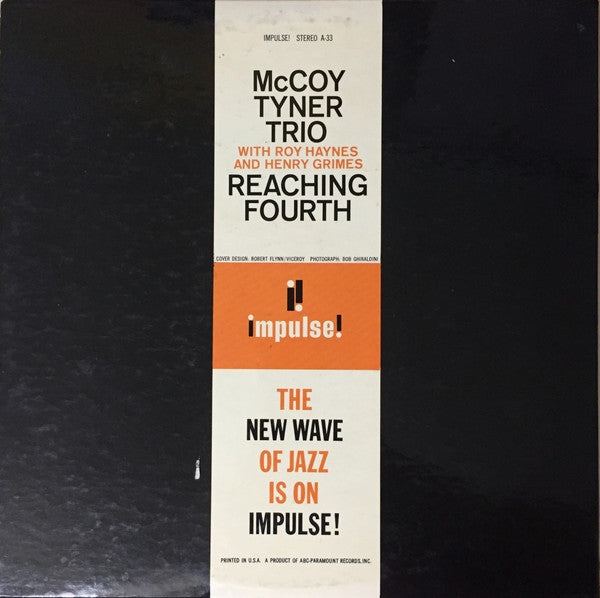 IMPULSE! STEREO A-33
McCOY
TYNER
TRIO
WITH ROY HAYNES
AND HENRY GRIMES
REACHING
FOURTH
COVER DESIGN: ROBERT FLYNN/VICEROY PHOTOGRAPH: BOB GHIRALDINI
i!
impulse!
THE
NEW WAVE
OF JAZZ
IS ON
IMPULSE!
PRINTED IN U.S.A. A PRODUCT OF ABC-PARAMOUNT RECORDS, INC.